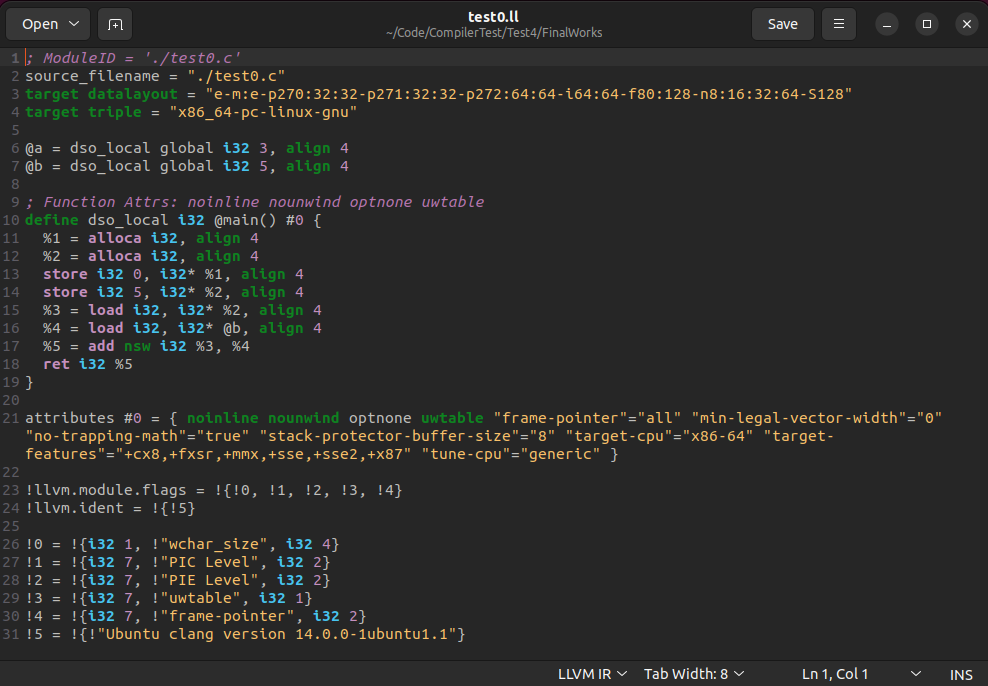 Open
test0.ll
~/Code/CompilerTest/Test4/FinalWorks
Save
1 ; ModuleID = './test0.c'
2 source_filename = "./test0.c"
3 target datalayout = "e-m:e-p270:32:32-p271:32:32-p272:64:64-i64:64-f80:128-n8:16:32:64-S128"
4 target triple = "x86_64-pc-linux-gnu"
5
6 @a = dso_local global i32 3, align 4
7 @b = dso_local global i32 5, align 4
8
9 ; Function Attrs: noinline nounwind optnone uwtable
10 define dso_local i32 @main() #0 {
11   %1 = alloca i32, align 4
12   %2 = alloca i32, align 4
13   store i32 0, i32* %1, align 4
14   store i32 5, i32* %2, align 4
15   %3 = load i32, i32* %2, align 4
16   %4 = load i32, i32* @b, align 4
17   %5 = add nsw i32 %3, %4
18   ret i32 %5
19 }
20
21 attributes #0 = { noinline nounwind optnone uwtable "frame-pointer"="all" "min-legal-vector-width"="0"
"no-trapping-math"="true" "stack-protector-buffer-size"="8" "target-cpu"="x86-64" "target-
features"="+cx8,+fxsr,+mmx,+sse,+sse2,+x87" "tune-cpu"="generic" }
22
23 !llvm.module.flags = !{!0, !1, !2, !3, !4}
24 !llvm.ident = !{!5}
25
26 !0 = !{i32 1, !"wchar_size", i32 4}
27 !1 = !{i32 7, !"PIC Level", i32 2}
28 !2 = !{i32 7, !"PIE Level", i32 2}
29 !3 = !{i32 7, !"uwtable", i32 1}
30 !4 = !{i32 7, !"frame-pointer", i32 2}
31 !5 = !{!"Ubuntu clang version 14.0.0-1ubuntu1.1"}
LLVM IR Tab Width: 8 Ln 1, Col 1 INS